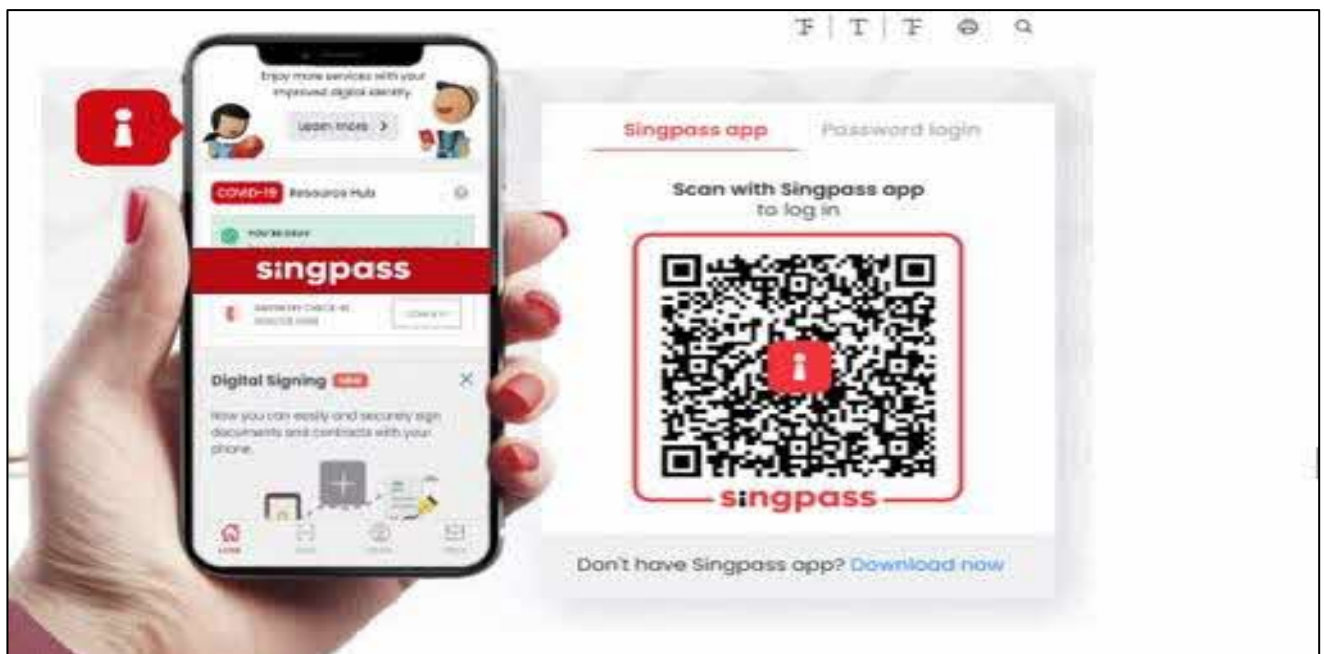 T | T | T
Enjoy more services with your
improved digital identity
Learn more >
COVID-19 Resource Hub
singpass
Digital Signing
Now you can easily and securely sign
documents and contracts with your
phone.
Singpass app
Password login
Scan with Singpass app
to log in
singpass
Don't have Singpass app? Download now